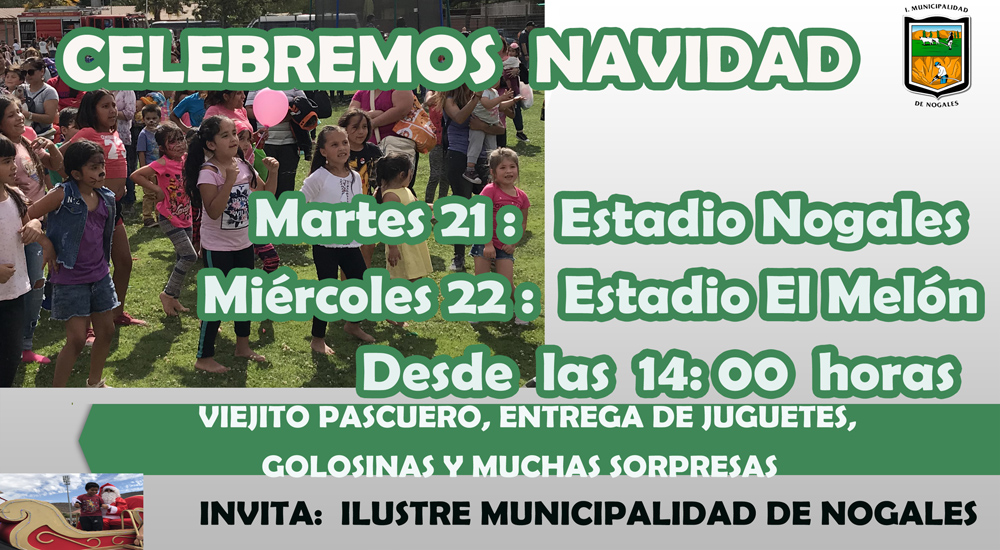 CELEBREMOS NAVIDAD
I. MUNICIPALIDAD
DE NOGALES
Martes 21 : Estadio Nogales
Miércoles 22 : Estadio El Melón
Desde las 14: 00 horas
VIEJITO PASCUERO, ENTREGA DE JUGUETES,
GOLOSINAS Y MUCHAS SORPRESAS
INVITA: ILUSTRE MUNICIPALIDAD DE NOGALES